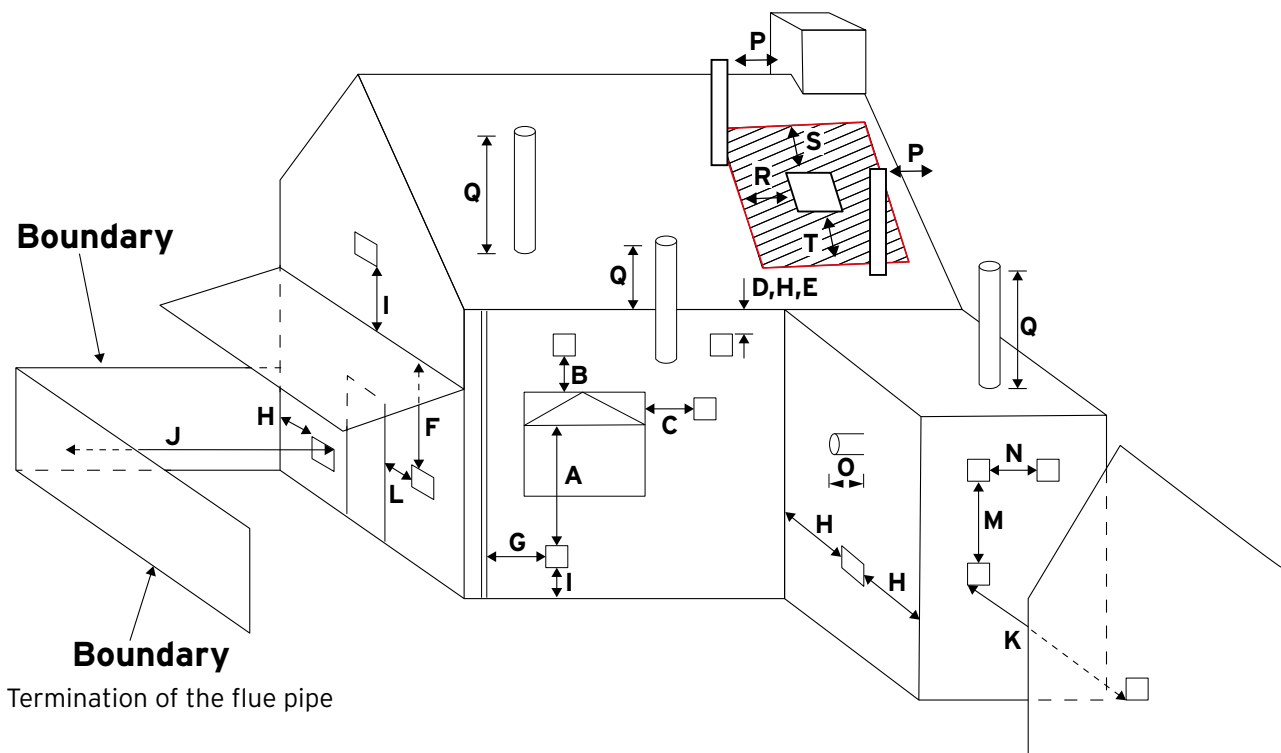 P
S
P
R
Q
T
Boundary
Q
D,H,E
I
Q
B
C
H
F
J
N
A
O
L
M
H
G
H
I
K
Boundary
Termination of the flue pipe